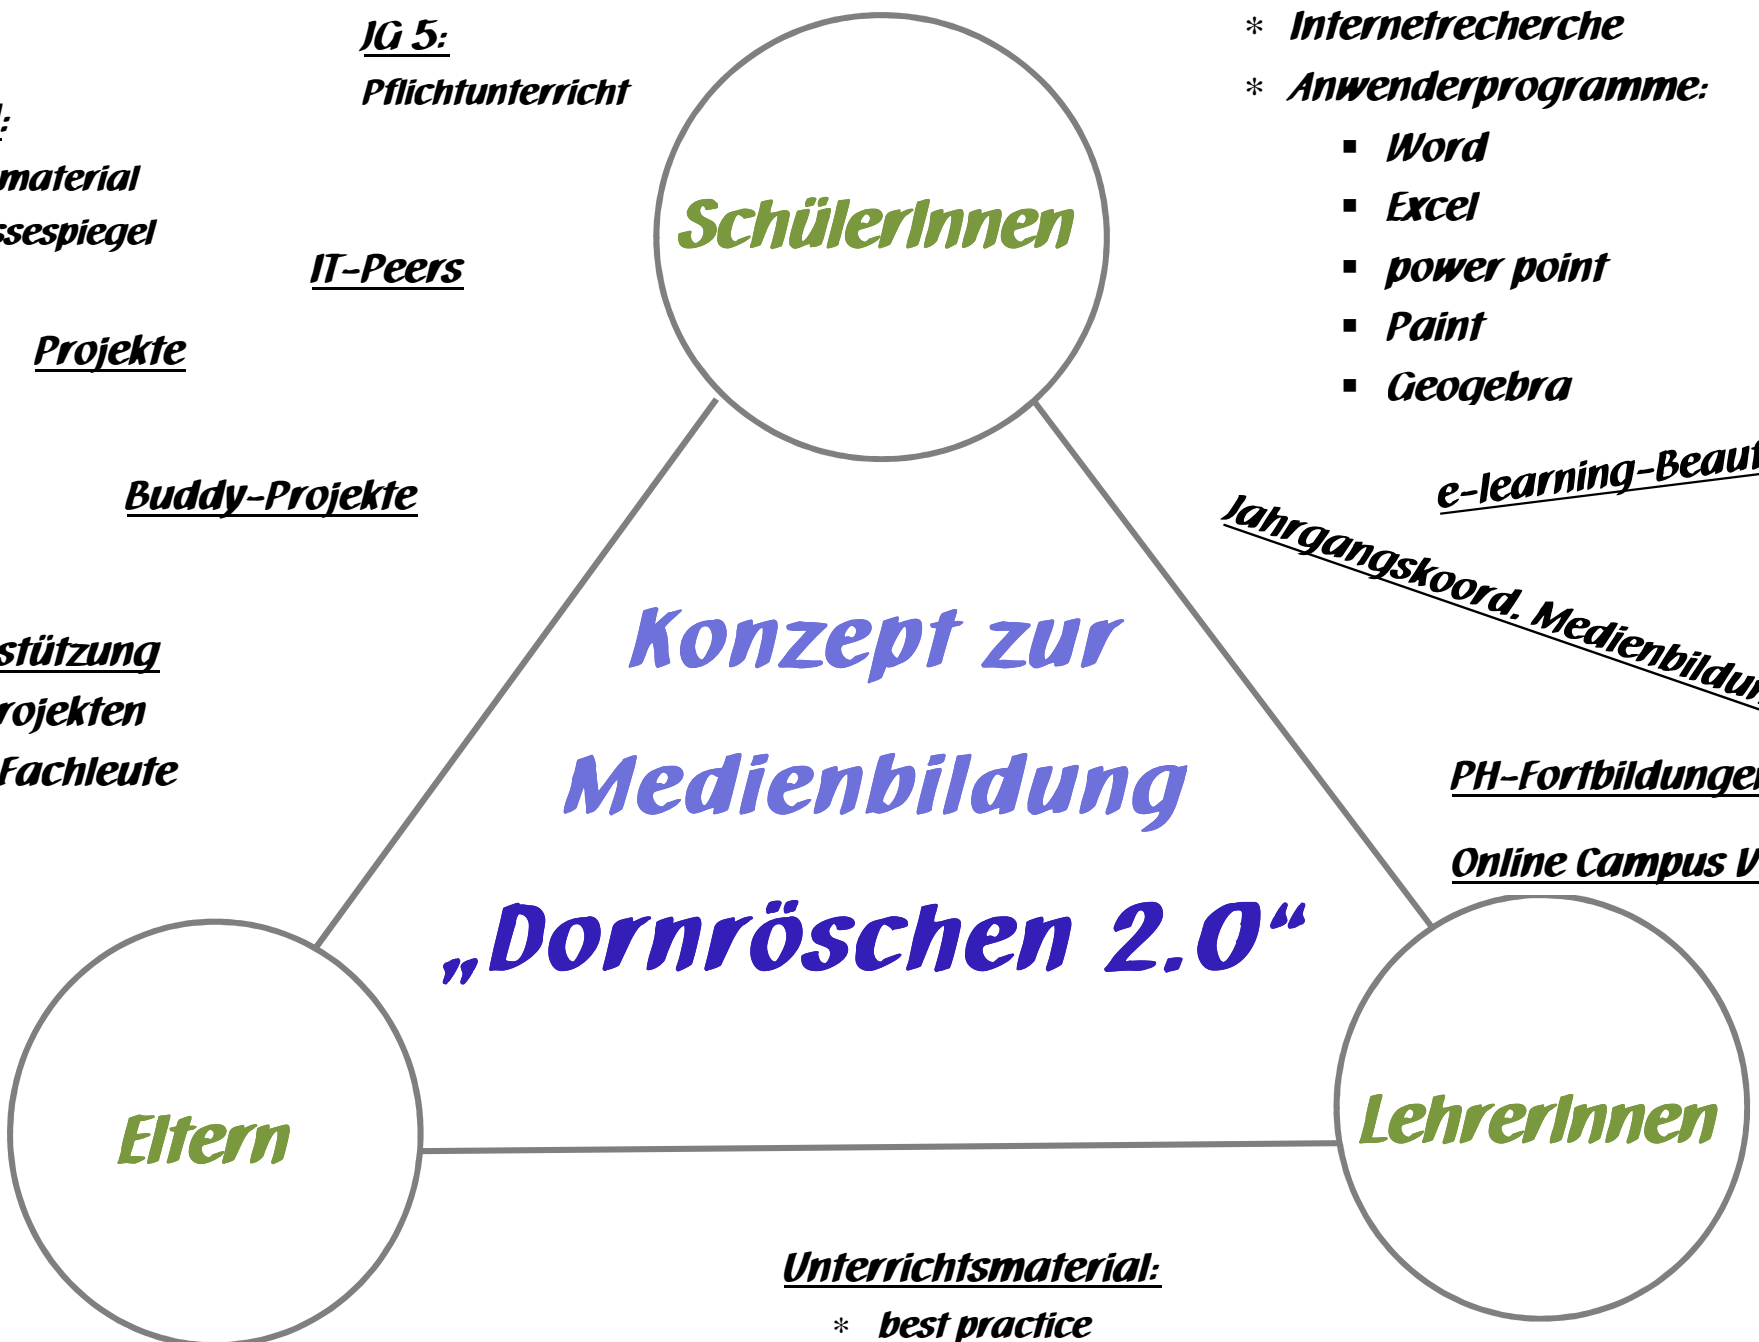 JG 5:
Pflichtunterricht
material
ssespiegel
IT-Peers
Projekte
Buddy-Projekte
stützung
rojekten
Fachleute
SchülerInnen
* Internetrecherche
* Anwenderprogramme:
▪ Word
▪ Excel
▪ power point
▪ Paint
▪ Geogebra
e-learning-Beauf
Jahrgangskoord. Medienbildun
PH-Fortbildungen
Online Campus V
Konzept zur
Medienbildung
„Dornröschen 2.0“
Eltern
LehrerInnen
Unterrichtsmaterial:
* best practice